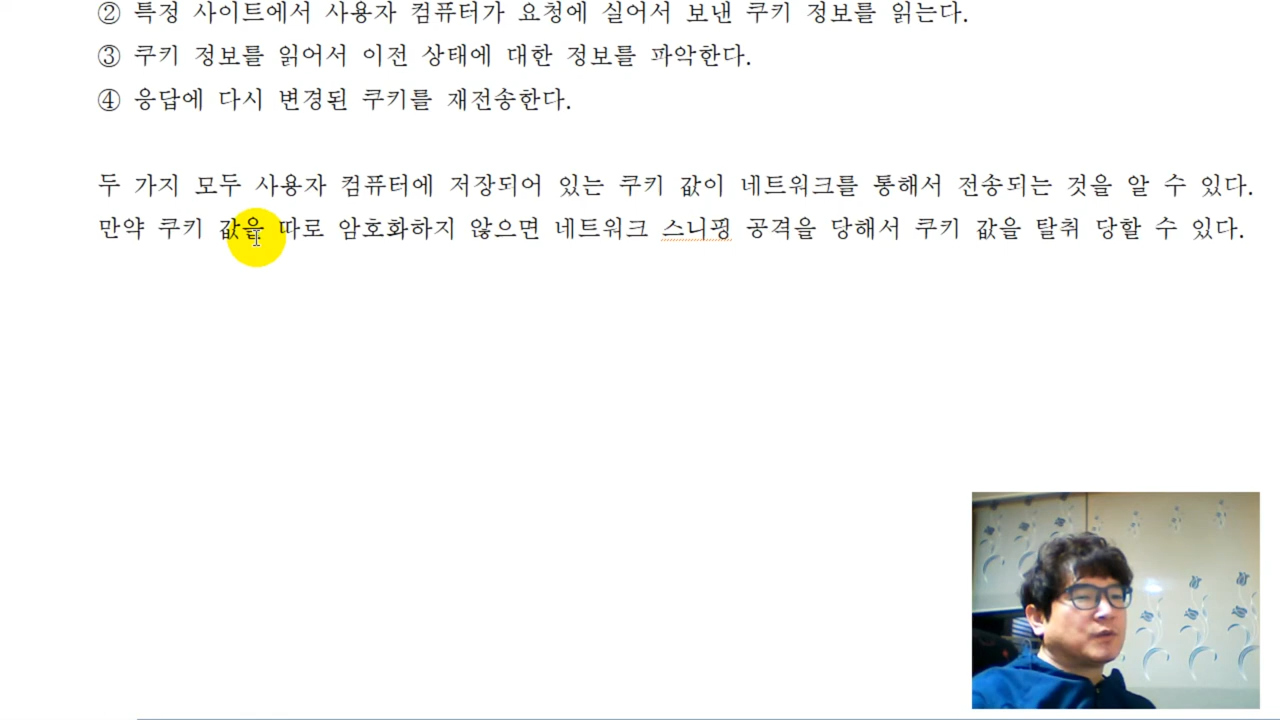 ② 특정 사이트에서 사용자 컴퓨터가 요청에 실어서 보낸 쿠키 정보를 읽는다.
③ 쿠키 정보를 읽어서 이전 상태에 대한 정보를 파악한다.
④ 응답에 다시 변경된 쿠키를 재전송한다.
두 가지 모두 사용자 컴퓨터에 저장되어 있는 쿠키 값이 네트워크를 통해서 전송되는 것을 알 수 있다.
만약 쿠키 값을 따로 암호화하지 않으면 네트워크 스니핑 공격을 당해서 쿠키 값을 탈취 당할 수 있다.